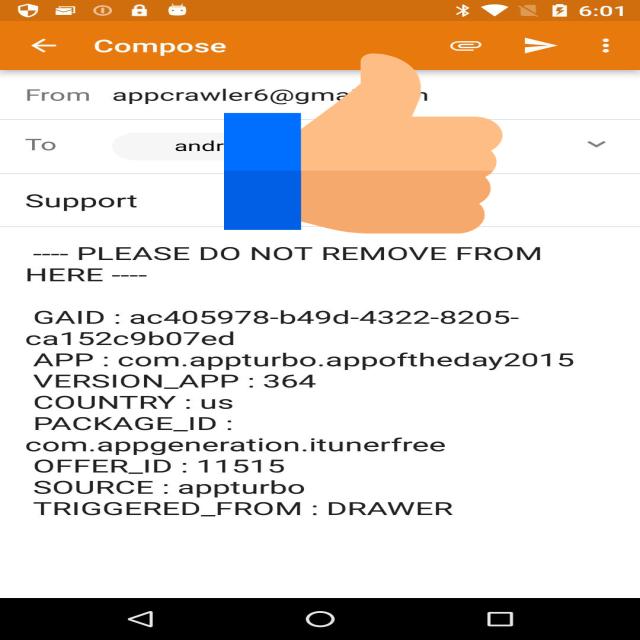 6:01
Compose
From appcrawler6@gma
To andr
Support
---- PLEASE DO NOT REMOVE FROM
HERE ----
GAID : ac405978-b49d-4322-8205-
ca152c9b07ed
APP : com.appturbo.appoftheday2015
VERSION_APP : 364
COUNTRY : us
PACKAGE_ID :
com.appgeneration.itunerfree
OFFER_ID : 11515
SOURCE : appturbo
TRIGGERED_FROM : DRAWER